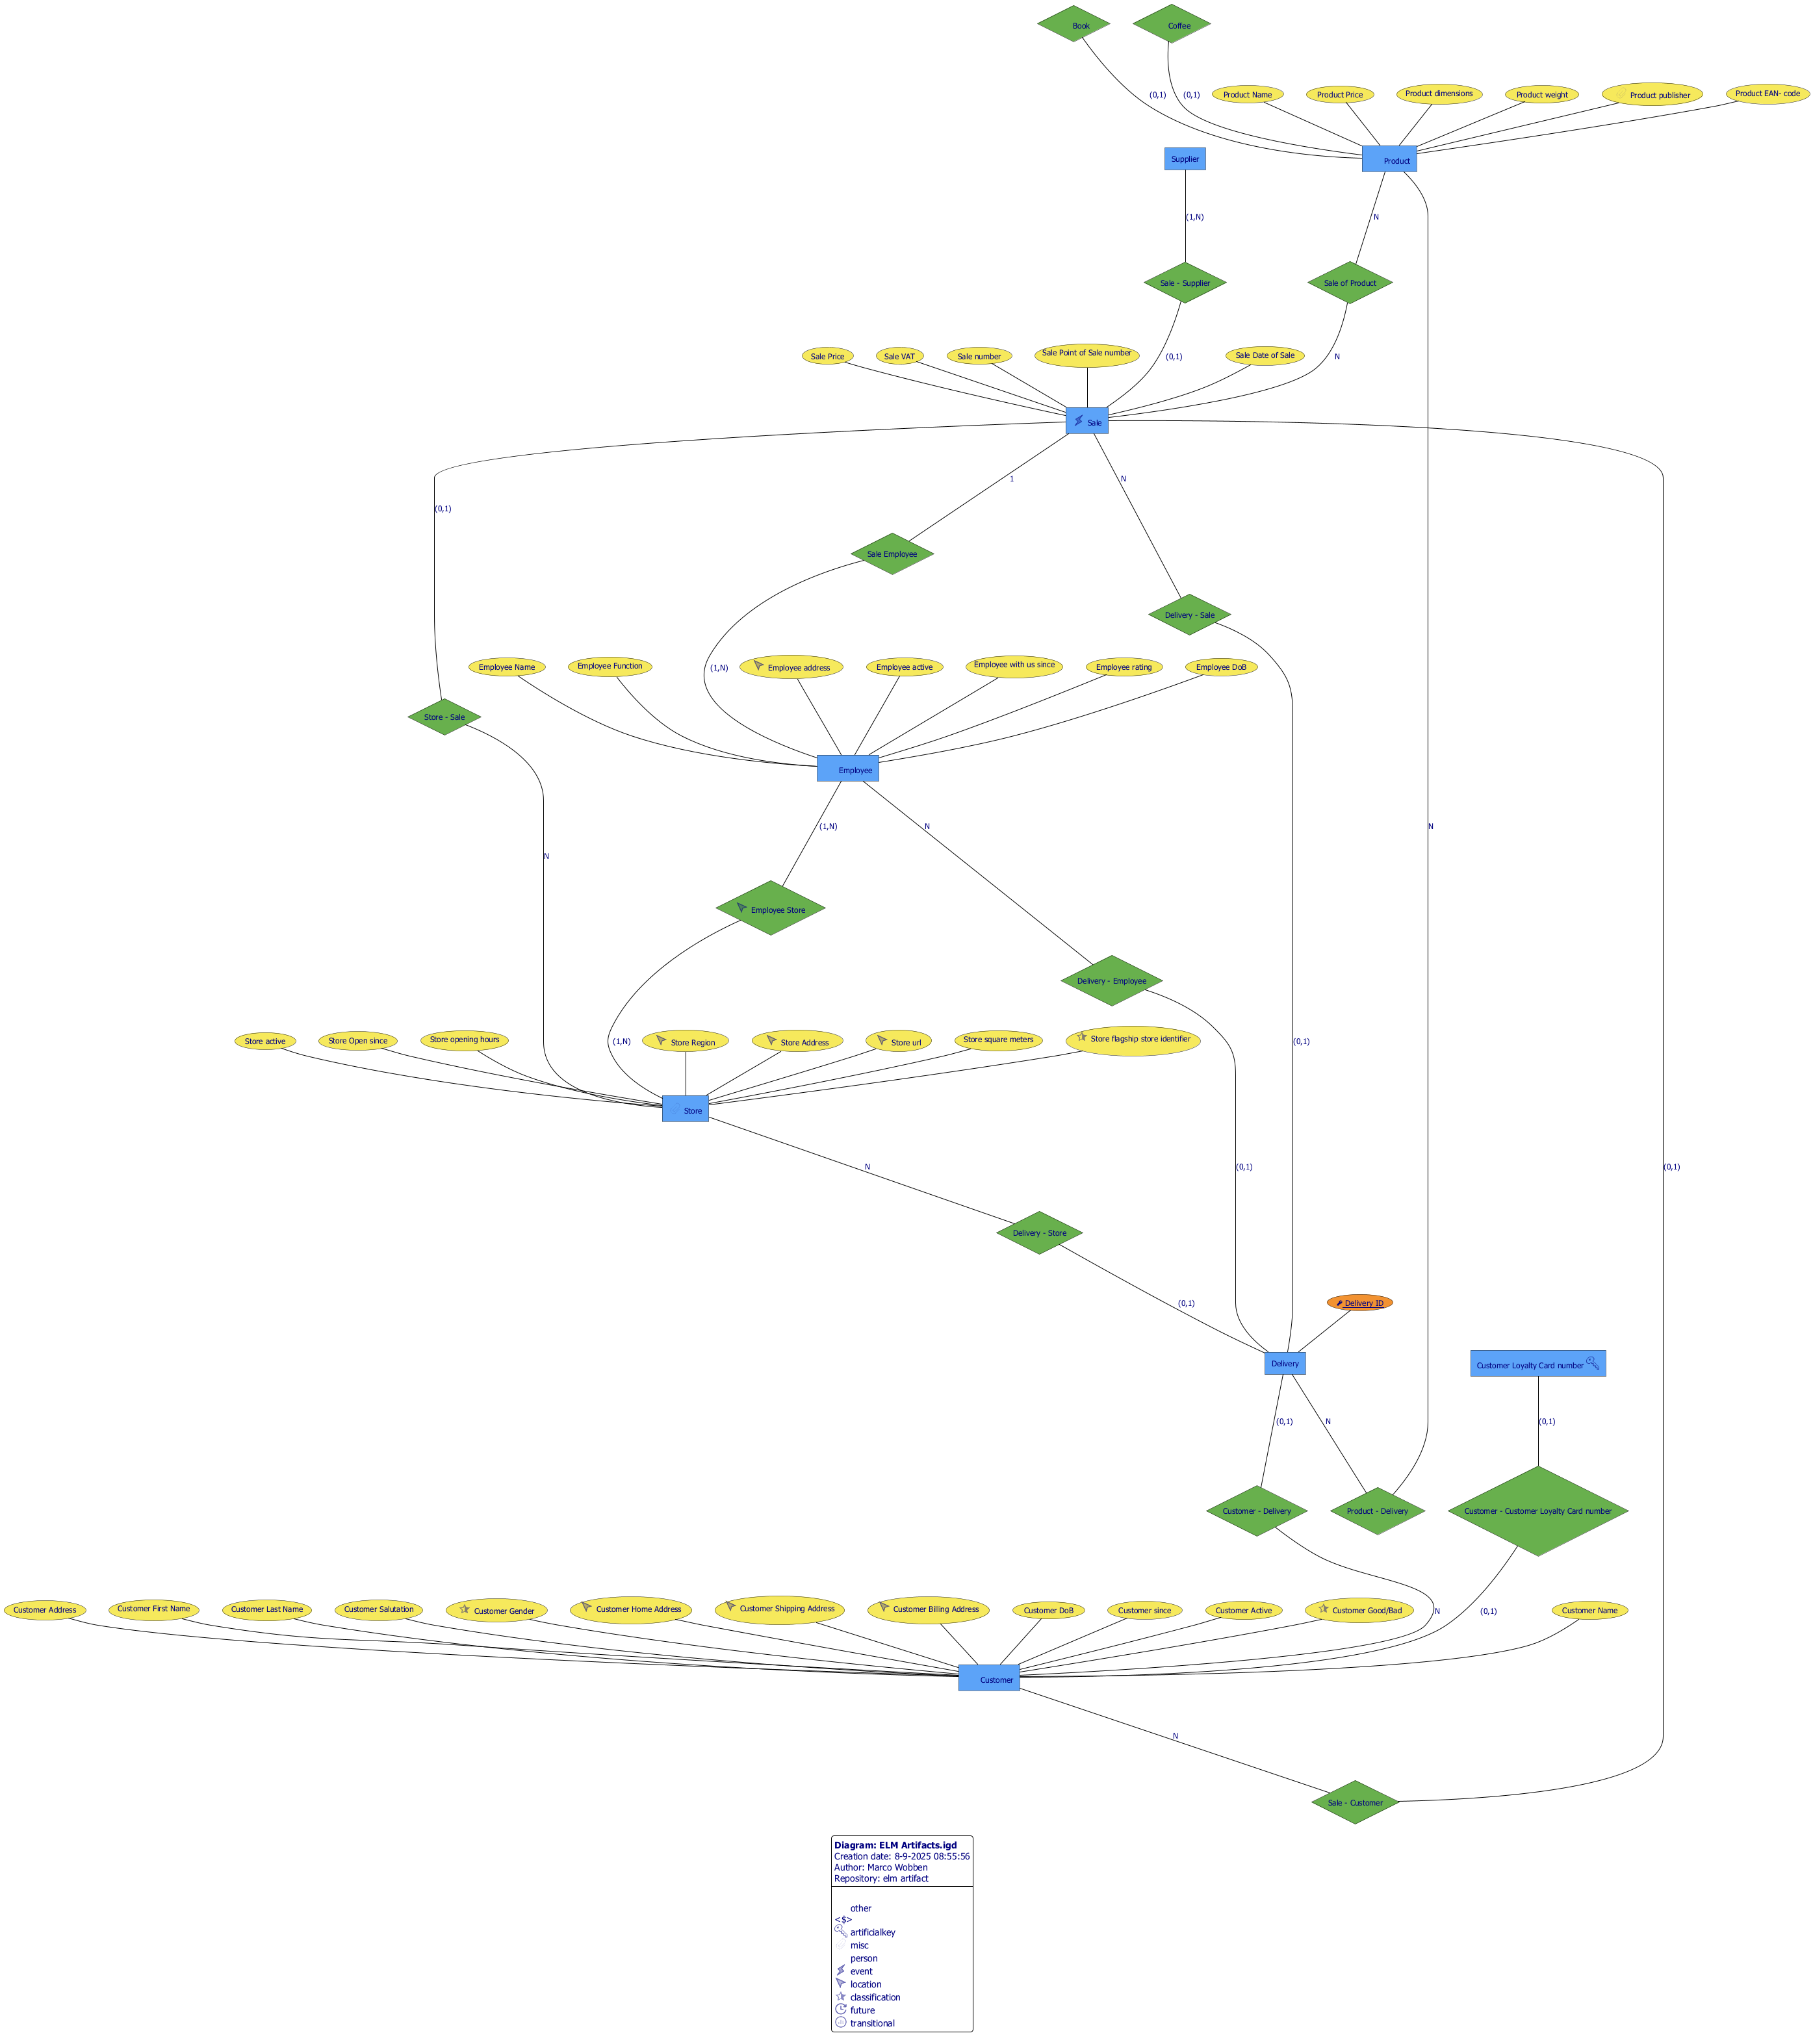 Book
Coffee
(0,1)
(0,1)
Product Name
Product Price
Product dimensions
Product weight
Product publisher
Product EAN- code
Supplier
Product
(1,N)
N
Sale - Supplier
Sale of Product
Sale Price
Sale VAT
Sale number
Sale Point of Sale number
(0,1)
Sale Date of Sale
N
Sale
(0,1)
1
N
Sale Employee
Delivery - Sale
Employee Name
Employee Function
(1,N)
Employee address
Employee active
Employee with us since
Employee rating
Employee DoB
Store - Sale
Employee
N
(1,N)
N
N
Employee Store
Delivery - Employee
Store active
Store Open since
Store opening hours
(1,N)
Store Region
Store Address
Store url
Store square meters
Store flagship store identifier
(0,1)
Store
N
(0,1)
(0,1)
Delivery - Store
(0,1)
Delivery ID
Delivery
Customer Loyalty Card number
(0,1)
N
(0,1)
Customer - Delivery
Product - Delivery
Customer - Customer Loyalty Card number
Customer Address
Customer First Name
Customer Last Name
Customer Salutation
Customer Gender
Customer Home Address
Customer Shipping Address
Customer Billing Address
Customer DoB
Customer since
Customer Active
Customer Good/Bad
N
(0,1)
Customer Name
Customer
N
Sale - Customer
Diagram: ELM Artifacts.igd
Creation date: 8-9-2025 08:55:56
Author: Marco Wobben
Repository: elm artifact
other
<$>
artificialkey
misc
person
event
location
classification
future
transitional